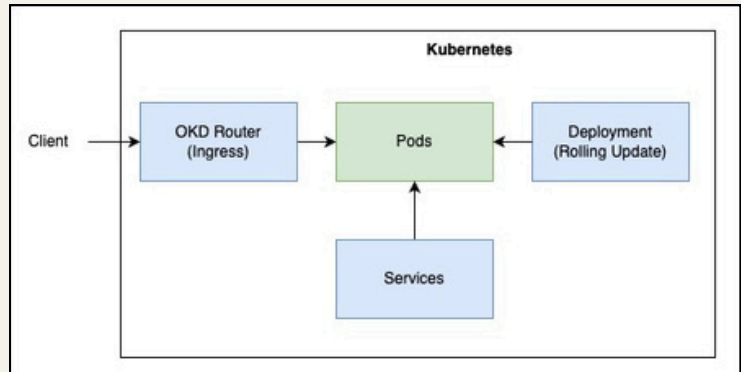 Kubernetes
Client
OKD Router
(Ingress)
Pods
Deployment
(Rolling Update)
Services